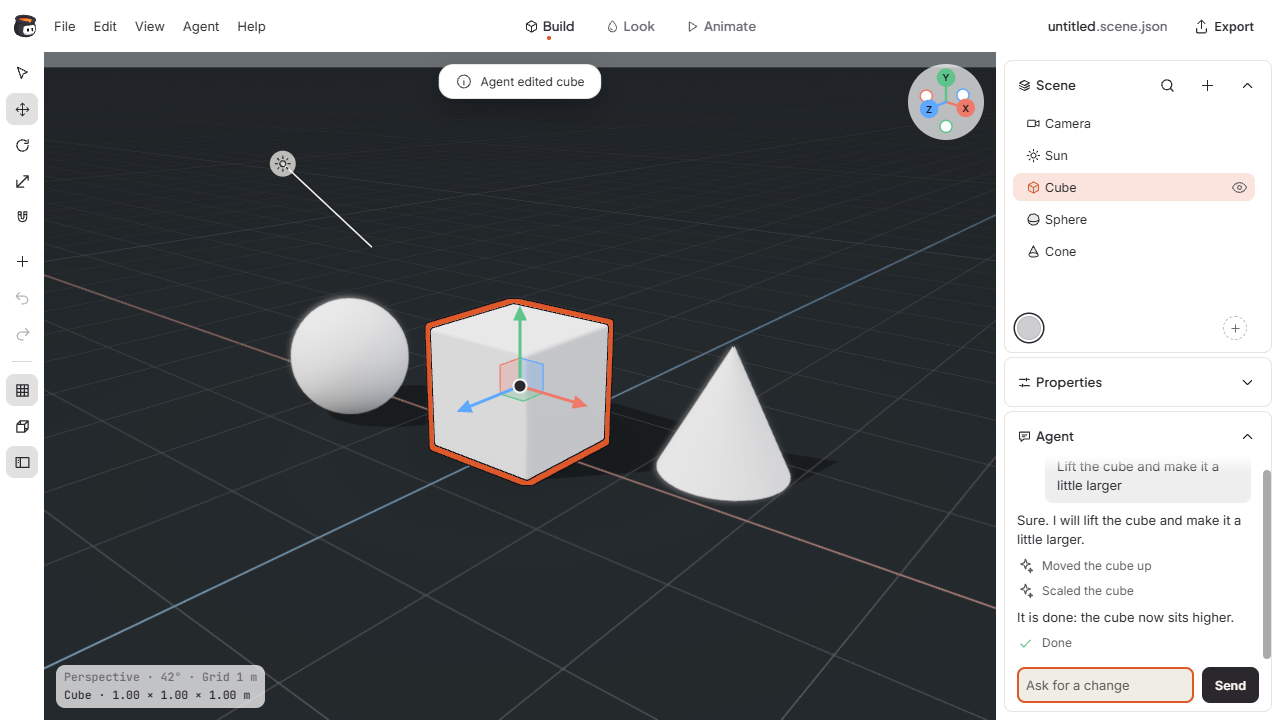 File Edit View Agent Help
Build Look Animate
untitled.scene.json Export
Agent edited cube
Y
Z X
Scene
Camera
Sun
Cube
Sphere
Cone
Properties
Agent
Lift the cube and make it a
little larger
Sure. I will lift the cube and make it a
little larger.
Moved the cube up
Scaled the cube
It is done: the cube now sits higher.
Done
Ask for a change Send
Perspective · 42° · Grid 1 m
Cube · 1.00 × 1.00 × 1.00 m